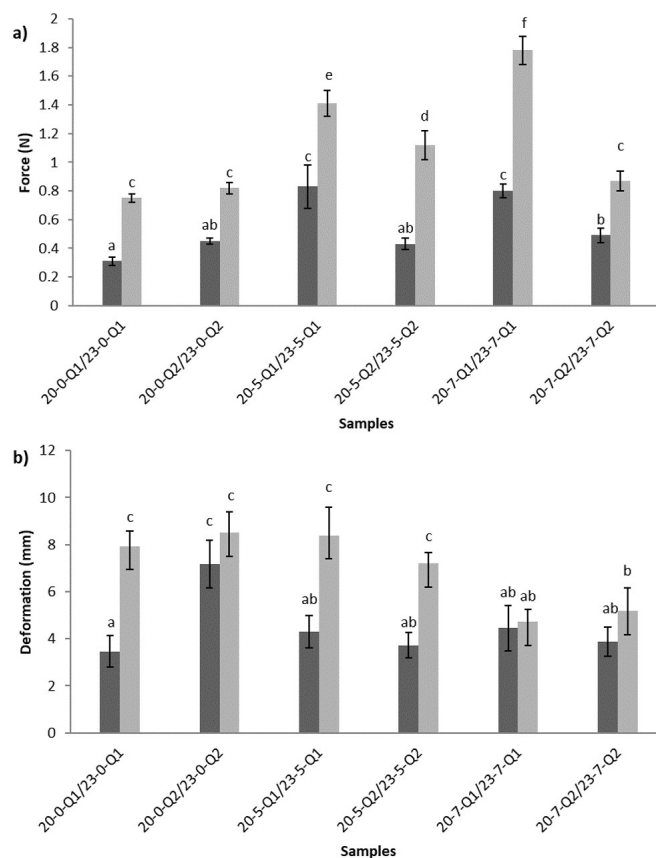 a)
Force (N)
2
1.8
1.6
1.4
1.2
1
0.8
0.6
0.4
0.2
0
a
c
ab
c
c
e
ab
d
c
f
b
c
20-0-Q1/23-0-Q1
20-0-Q2/23-0-Q2
20-5-Q1/23-5-Q1
20-5-Q2/23-5-Q2
20-7-Q1/23-7-Q1
20-7-Q2/23-7-Q2
Samples
b)
Deformation (mm)
12
10
8
6
4
2
0
a
c
c
c
ab
c
ab
c
ab
ab
ab
b
20-0-Q1/23-0-Q1
20-0-Q2/23-0-Q2
20-5-Q1/23-5-Q1
20-5-Q2/23-5-Q2
20-7-Q1/23-7-Q1
20-7-Q2/23-7-Q2
Samples